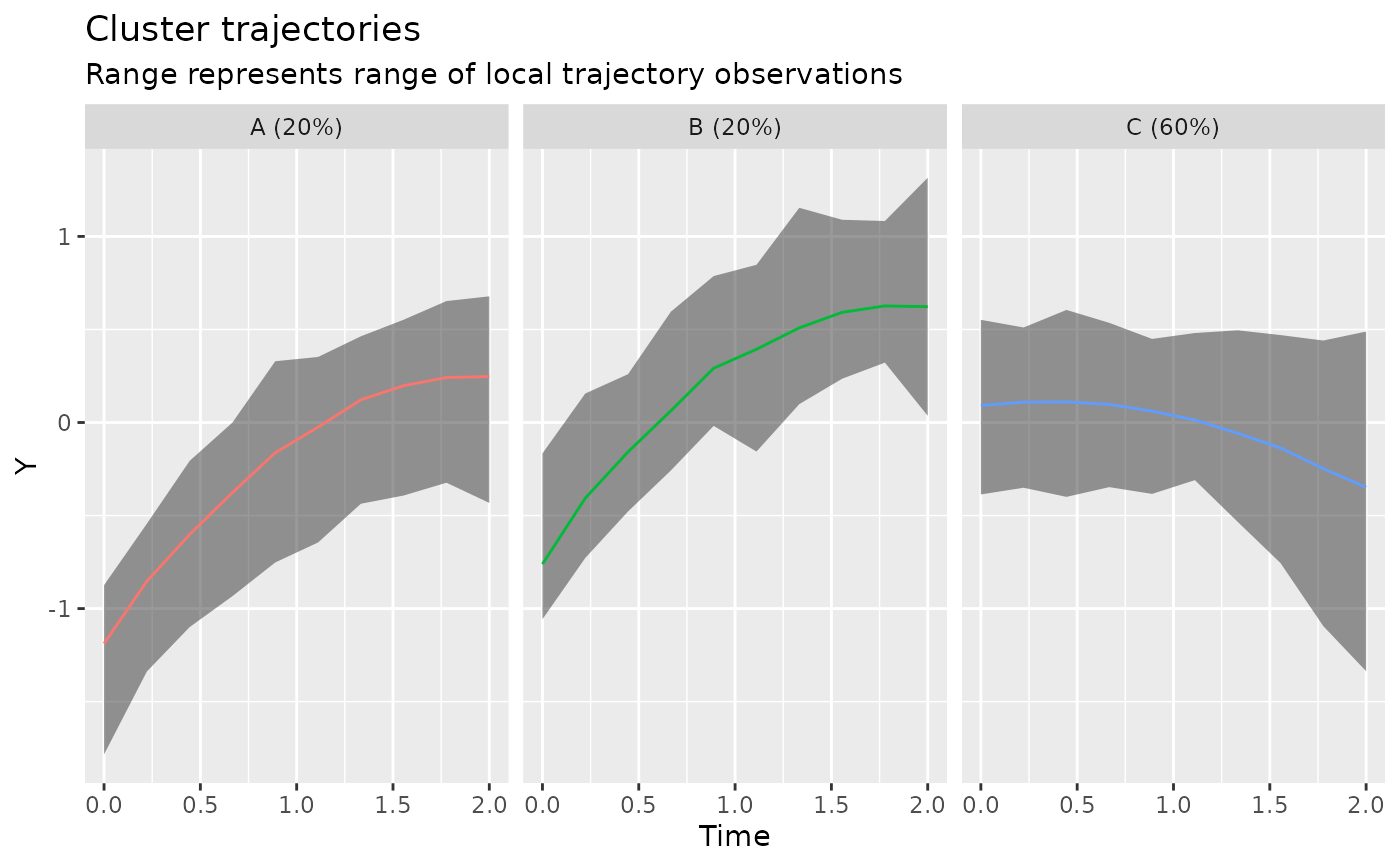 Cluster trajectories
Range represents range of local trajectory observations
A (20%) B (20%) C (60%)
1
0
-1
Y
0.0 0.5 1.0 1.5 2.0 0.0 0.5 1.0 1.5 2.0 0.0 0.5 1.0 1.5 2.0
Time